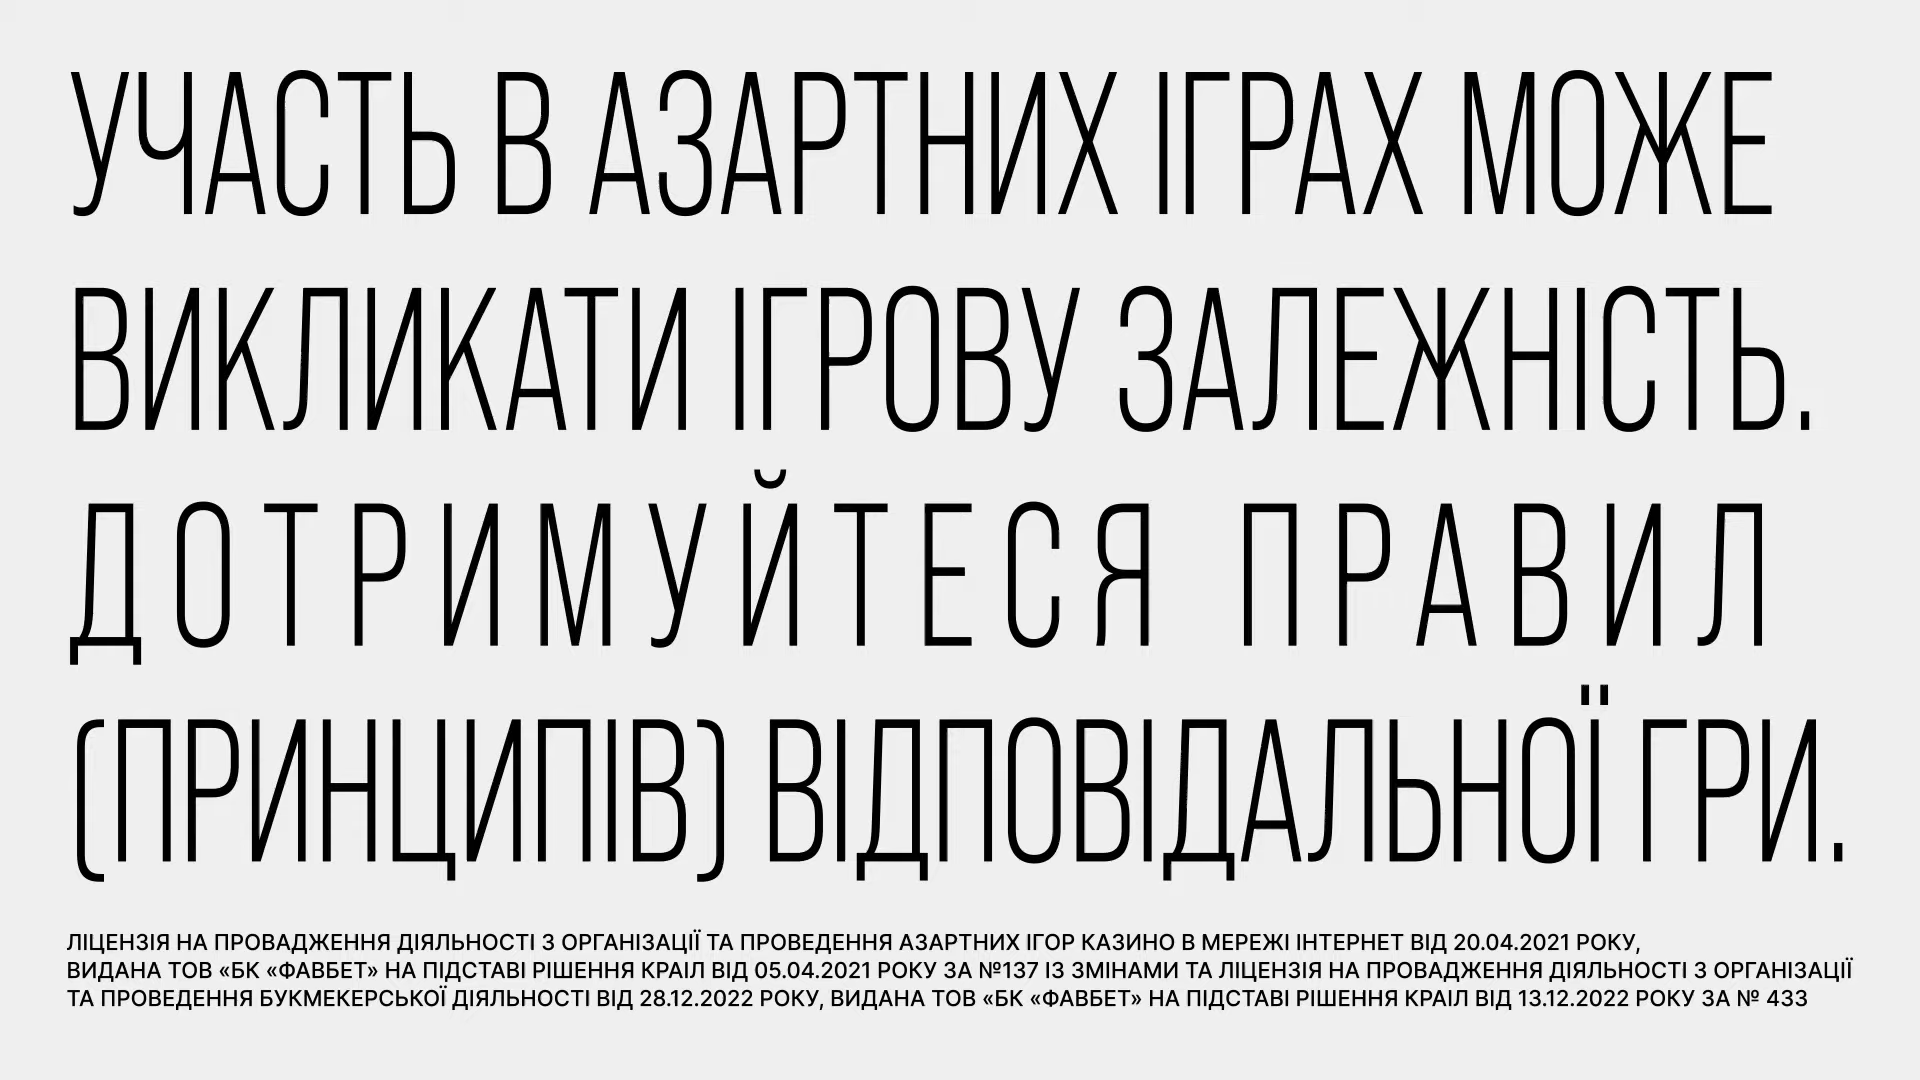 УЧАСТЬ В АЗАРТНИХ ІГРАХ МОЖЕ
ВИКЛИКАТИ ІГРОВУ ЗАЛЕЖНІСТЬ.
ДОТРИМУЙТЕСЯ ПРАВИЛ
(ПРИНЦИПІВ) ВІДПОВІДАЛЬНОЇ ГРИ.
ЛІЦЕНЗІЯ НА ПРОВАДЖЕННЯ ДІЯЛЬНОСТІ З ОРГАНІЗАЦІЇ ТА ПРОВЕДЕННЯ АЗАРТНИХ ІГОР КАЗИНО В МЕРЕЖІ ІНТЕРНЕТ ВІД 20.04.2021 РОКУ,
ВИДАНА ТОВ «БК «ФАВБЕТ» НА ПІДСТАВІ РІШЕННЯ КРАІЛ ВІД 05.04.2021 РОКУ ЗА №137 ІЗ ЗМІНАМИ ТА ЛІЦЕНЗІЯ НА ПРОВАДЖЕННЯ ДІЯЛЬНОСТІ З ОРГАНІЗАЦІЇ
ТА ПРОВЕДЕННЯ БУКМЕКЕРСЬКОЇ ДІЯЛЬНОСТІ ВІД 28.12.2022 РОКУ, ВИДАНА ТОВ «БК «ФАВБЕТ» НА ПІДСТАВІ РІШЕННЯ КРАІЛ ВІД 13.12.2022 РОКУ ЗА № 433